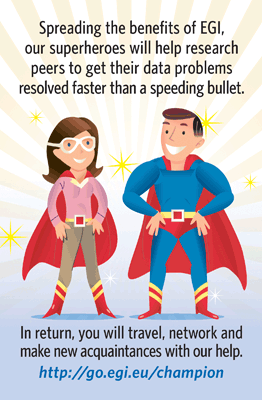 Spreading the benefits of EGI,
our superheroes will help research
peers to get their data problems
resolved faster than a speeding bullet.
In return, you will travel, network and
make new acquaintances with our help.
http://go.egi.eu/champion